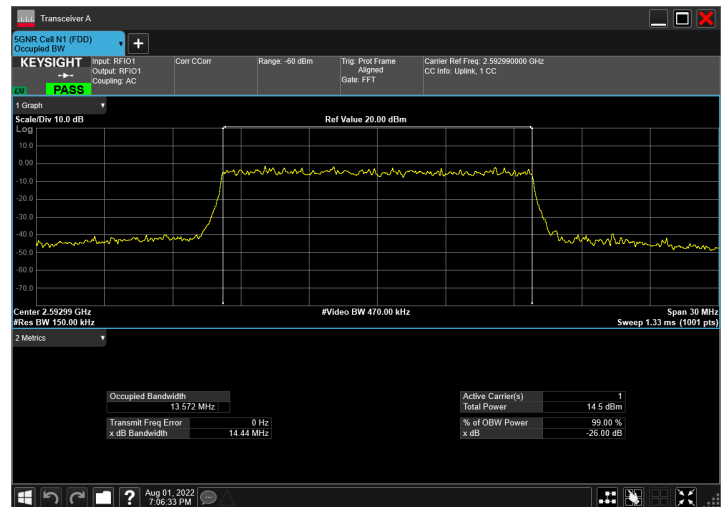 Transceiver A
5GNR Cell N1 (FDD)
Occupied BW
KEYSIGHT
LXI
PASS
Input: RFIO1
Output: RFIO1
Coupling: AC
Corr CCorr
Range: -60 dBm
Trig: Prot Frame
Aligned
Gate: FFT
Carrier Ref Freq: 2.592990000 GHz
CC Info: Uplink, 1 CC
1 Graph
Scale/Div 10.0 dB
Ref Value 20.00 dBm
Log
10.0
0.00
-10.0
-20.0
-30.0
-40.0
-50.0
-60.0
-70.0
Center 2.59299 GHz
#Video BW 470.00 kHz
Span 30 MHz
#Res BW 150.00 kHz
Sweep 1.33 ms (1001 pts)
2 Metrics
Occupied Bandwidth
13.572 MHz
Transmit Freq Error 0 Hz
x dB Bandwidth 14.44 MHz
Active Carrier(s) 1
Total Power 14.5 dBm
% of OBW Power 99.00 %
x dB -26.00 dB
?
Aug 01, 2022
7:06:33 PM